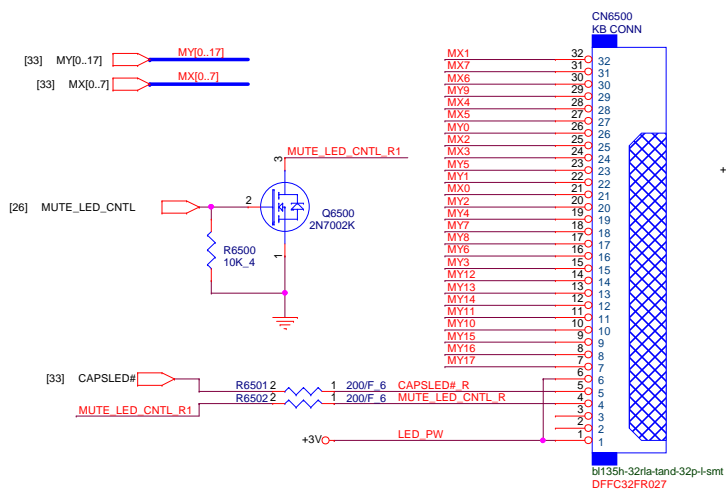 CN6500
KB CONN
[33] MY[0..17] MY[0..17]
[33] MX[0..7] MX[0..7]
MX1 32 32
MX7 31 31
MX6 30 30
MY9 29 29
MX4 28 28
MX5 27 27
MY0 26 26
MX2 25 25
MX3 24 24
MY5 23 23
MY1 22 22
MX0 21 21
MY2 20 20
MY4 19 19
MY7 18 18
MY8 17 17
MY6 16 16
MY3 15 15
MY12 14 14
MY13 13 13
MY14 12 12
MY11 11 11
MY10 10 10
MY15 9 9
MY16 8 8
MY17 7 7
6 6
5 5
4 4
3 3
2 2
1 1
+
3 MUTE_LED_CNTL_R1
[26] MUTE_LED_CNTL 2
Q6500
2N7002K
R6500
10K_4
1
[33] CAPSLED#
R6501 2 1 200/F_6 CAPSLED#_R
R6502 2 1 200/F_6 MUTE_LED_CNTL_R
MUTE_LED_CNTL_R1
+3V LED_PW
bl135h-32rla-tand-32p-l-smt
DFFC32FR027